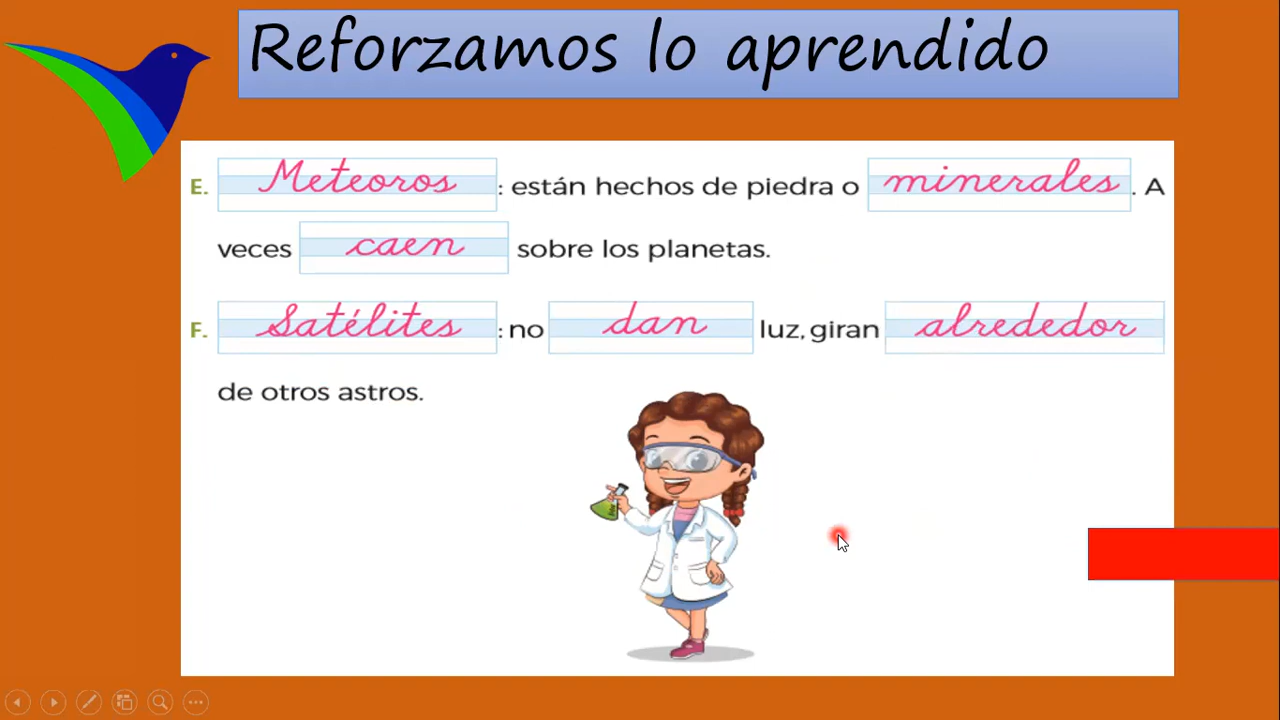 Reforzamos lo aprendido
E. Meteoros : están hechos de piedra o minerales. A
veces caen sobre los planetas.
F. Satélites : no dan luz, giran alrededor
de otros astros.